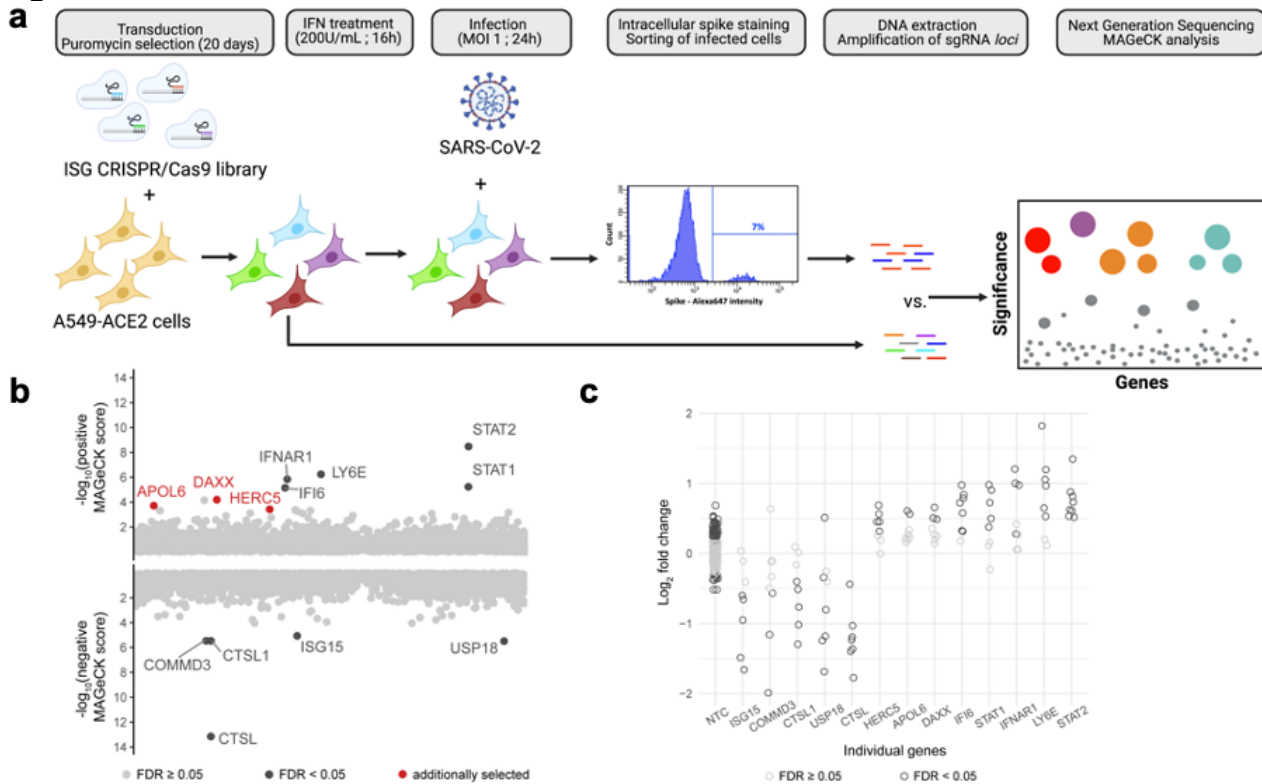 a
Transduction
Puromycin selection (20 days)
IFN treatment
(200U/mL ; 16h)
Infection
(MOI 1 ; 24h)
Intracellular spike staining
Sorting of infected cells
DNA extraction
Amplification of sgRNA loci
Next Generation Sequencing
MAGeCK analysis
ISG CRISPR/Cas9 library
+
A549-ACE2 cells
SARS-CoV-2
+
Count
7%
Spike - Alexa647 intensity
vs.
Significance
Genes
b
-log10(positive
MAGeCK score)
14
12
10
8
6
4
2
STAT2
STAT1
IFNAR1
LY6E
IFI6
DAXX
APOL6
HERC5
-log10(negative
MAGeCK score)
2
4
6
8
10
12
14
COMMD3
CTSL1
ISG15
USP18
CTSL
FDR ≥ 0.05
FDR < 0.05
additionally selected
c
Log2 fold change
2
1
0
−1
−2
NTC
ISG15
COMMD3
CTSL1
USP18
CTSL
HERC5
APOL6
DAXX
IFI6
STAT1
IFNAR1
LY6E
STAT2
Individual genes
FDR ≥ 0.05
FDR < 0.05